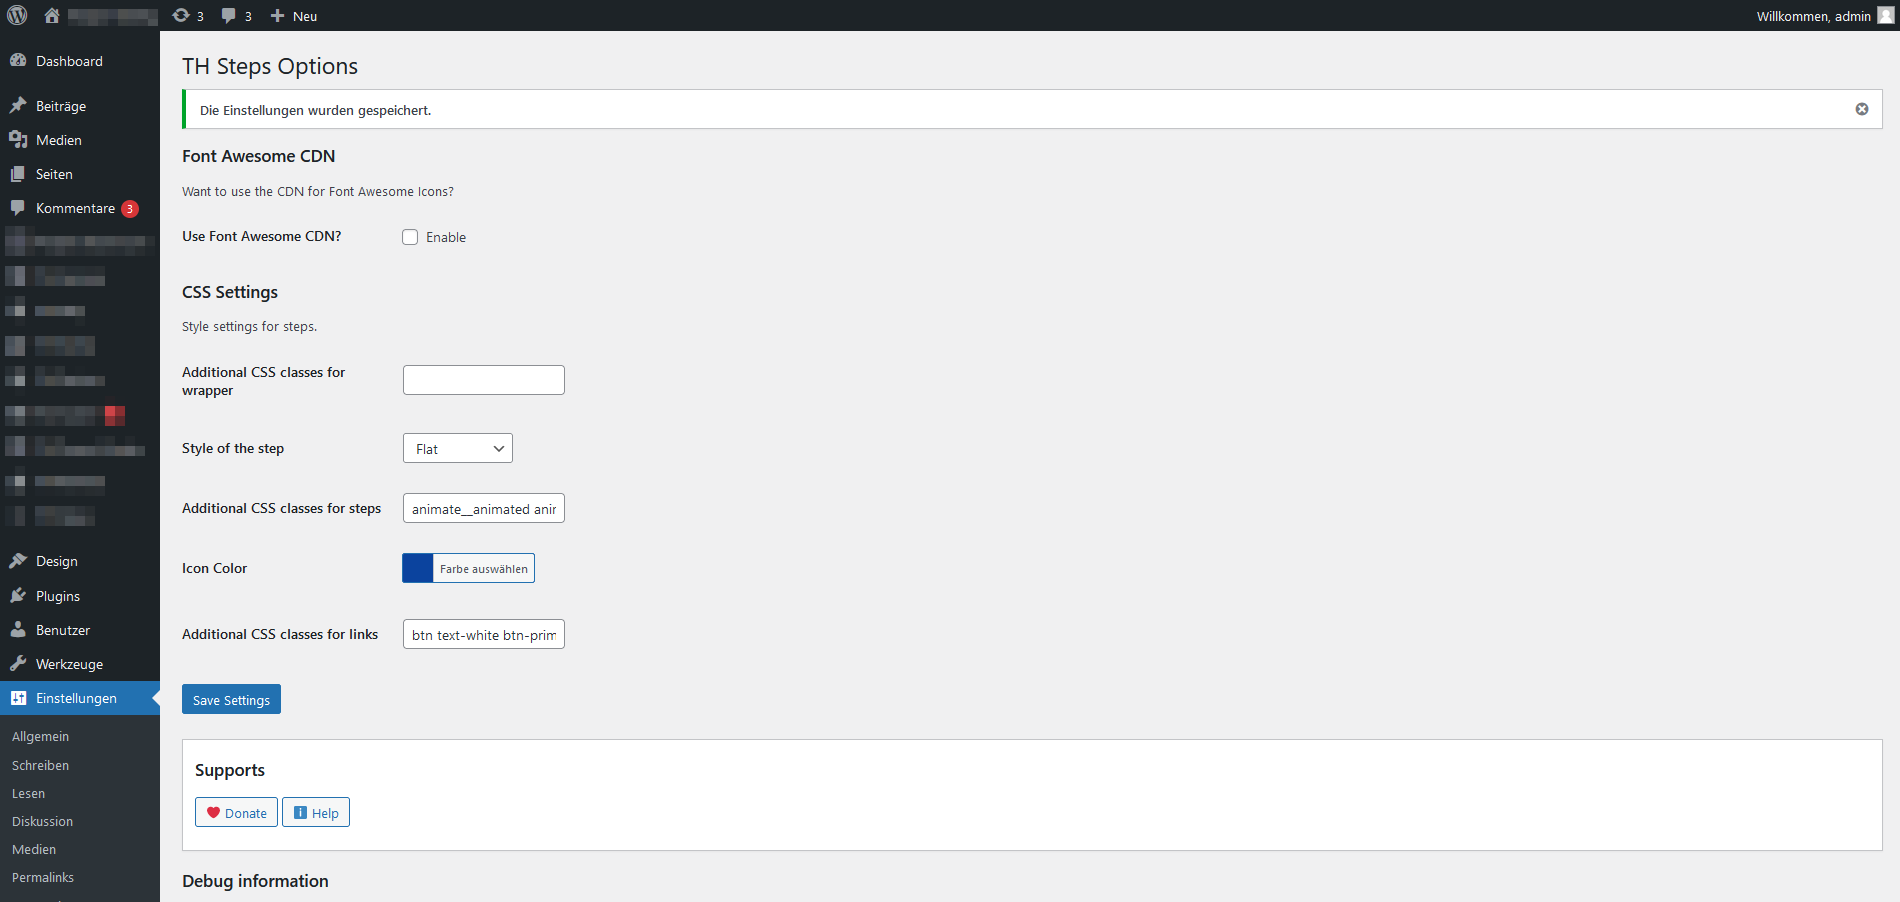 3
3
Neu
Willkommen, admin
Dashboard
Beiträge
Medien
Seiten
Kommentare 3
Design
Plugins
Benutzer
Werkzeuge
Einstellungen
Allgemein
Schreiben
Lesen
Diskussion
Medien
Permalinks
TH Steps Options
Die Einstellungen wurden gespeichert.
Font Awesome CDN
Want to use the CDN for Font Awesome Icons?
Use Font Awesome CDN?
Enable
CSS Settings
Style settings for steps.
Additional CSS classes for
wrapper
Style of the step
Flat
Additional CSS classes for steps
animate__animated anir
Icon Color
Farbe auswählen
Additional CSS classes for links
btn text-white btn-prim
Save Settings
Supports
Donate
Help
Debug information